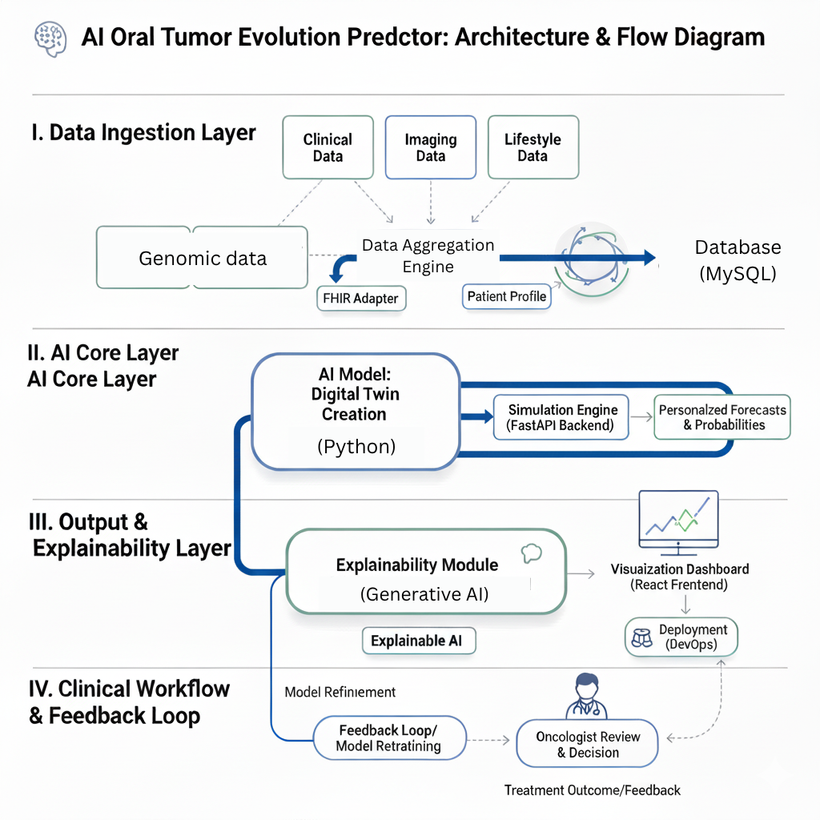 AI Oral Tumor Evolution Predctor: Architecture & Flow Diagram
I. Data Ingestion Layer
Clinical
Data
Imaging
Data
Lifestyle
Data
Genomic data
Data Aggregation
Engine
Database
(MySQL)
FHIR Adapter
Patient Profile
II. AI Core Layer
AI Core Layer
AI Model:
Digital Twin
Creation
(Python)
Simulation Engine
(FastAPI Backend)
Personalzed Forecasts
& Probabilities
III. Output &
Explainability Layer
Explainability Module
(Generative AI)
Explainable AI
Visuaization Dashboard
(React Frentend)
Deployment
(DevOps)
IV. Clinical Workflow
& Feedback Loop
Model Refinement
Feedback Loop/
Model Retratining
Oncologist Review
& Decision
Treatment Outcome/Feedback